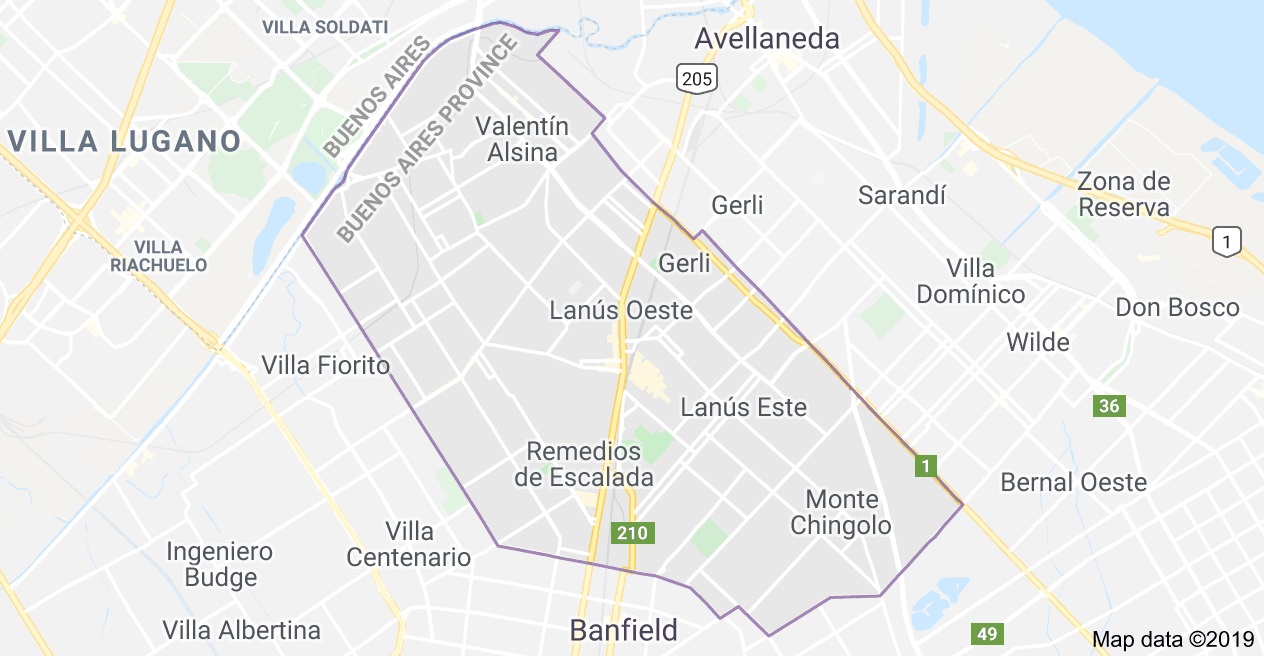 VILLA SOLDATI
Avellaneda
205
BUENOS AIRES
BUENOS AIRES PROVINCE
VILLA LUGANO
Valentín
Alsina
Gerli
Sarandí
Zona de
Reserva
1
VILLA
RIACHUELO
Gerli
Villa
Domínico
Lanús Oeste
Don Bosco
Wilde
Villa Fiorito
Lanús Este
36
Remedios
de Escalada
1
Bernal Oeste
Monte
Chingolo
210
Villa
Centenario
Ingeniero
Budge
Villa Albertina
Banfield
49
Map data ©2019